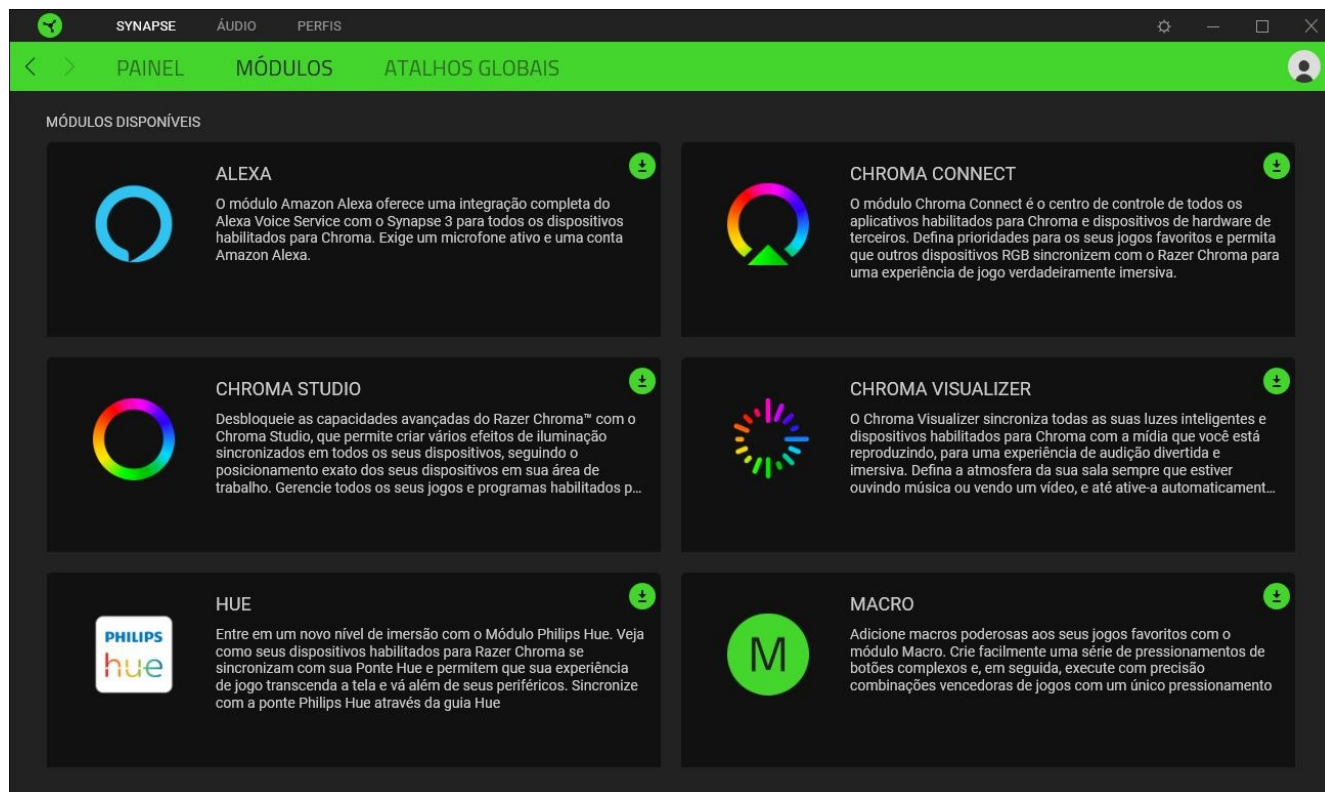 SYNAPSE ÁUDIO PERFIS
PAINEL MÓDULOS ATALHOS GLOBAIS
MÓDULOS DISPONÍVEIS
ALEXA
O módulo Amazon Alexa oferece uma integração completa do
Alexa Voice Service com o Synapse 3 para todos os dispositivos
habilitados para Chroma. Exige um microfone ativo e uma conta
Amazon Alexa.
CHROMA CONNECT
O módulo Chroma Connect é o centro de controle de todos os
aplicativos habilitados para Chroma e dispositivos de hardware de
terceiros. Defina prioridades para os seus jogos favoritos e permita
que outros dispositivos RGB sincronizem com o Razer Chroma para
uma experiência de jogo verdadeiramente imersiva.
CHROMA STUDIO
Desbloqueie as capacidades avançadas do Razer Chroma™ com o
Chroma Studio, que permite criar vários efeitos de iluminação
sincronizados em todos os seus dispositivos, seguindo o
posicionamento exato dos seus dispositivos em sua área de
trabalho. Gerencie todos os seus jogos e programas habilitados p...
CHROMA VISUALIZER
O Chroma Visualizer sincroniza todas as suas luzes inteligentes e
dispositivos habilitados para Chroma com a mídia que você está
reproduzindo, para uma experiência de audição divertida e
imersiva. Defina a atmosfera da sua sala sempre que estiver
ouvindo música ou vendo um vídeo, e até ative-a automaticament...
PHILIPS
hue
HUE
Entre em um novo nível de imersão com o Módulo Philips Hue. Veja
como seus dispositivos habilitados para Razer Chroma se
sincronizam com sua Ponte Hue e permitem que sua experiência
de jogo transcenda a tela e vá além de seus periféricos. Sincronize
com a ponte Philips Hue através da guia Hue
M
MACRO
Adicione macros poderosas aos seus jogos favoritos com o
módulo Macro. Crie facilmente uma série de pressionamentos de
botões complexos e, em seguida, execute com precisão
combinações vencedoras de jogos com um único pressionamento